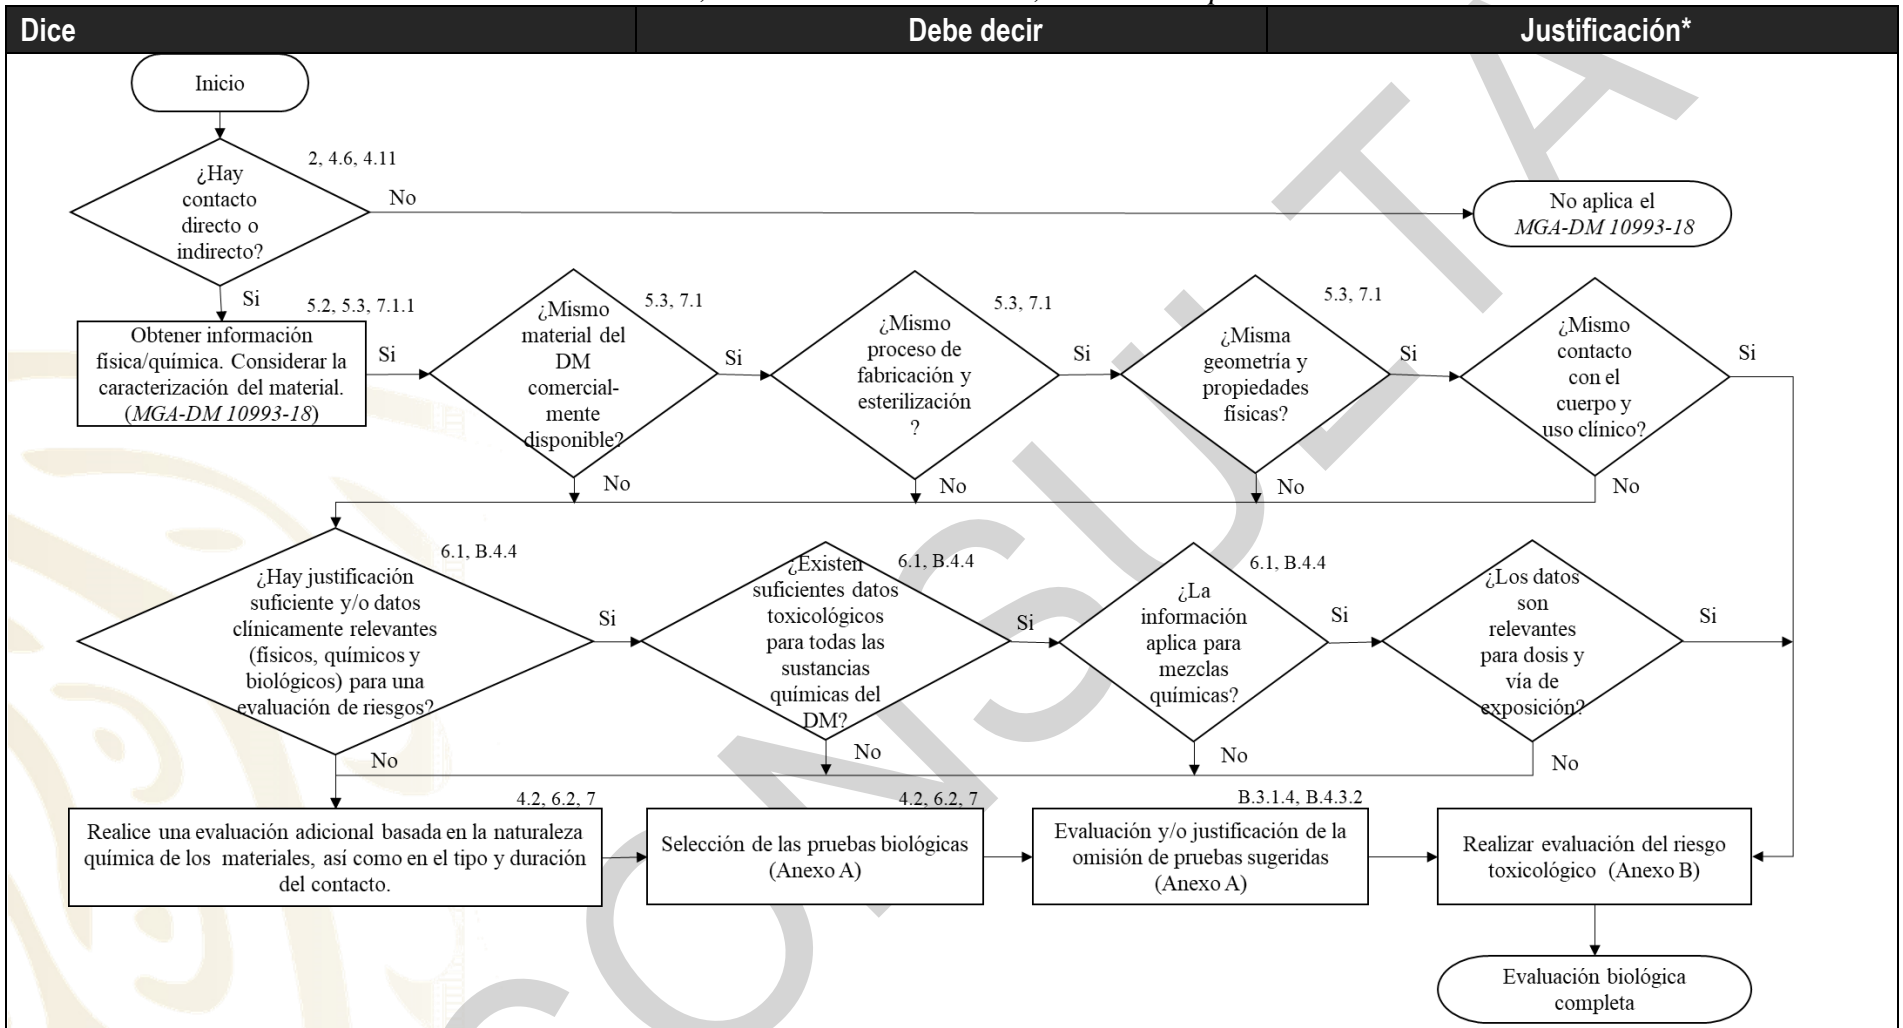 Dice
Debe decir
Justificación*
Inicio
2, 4.6, 4.11
¿Hay
contacto
directo o
indirecto?
No
No aplica el
MGA-DM 10993-18
Si
5.2, 5.3, 7.1.1
Obtener información
física/química. Considerar la
caracterización del material.
(MGA-DM 10993-18)
Si
¿Mismo
material del
DM
comercial-
mente
disponible?
5.3, 7.1
Si
No
¿Mismo
proceso de
fabricación y
esterilización
?
5.3, 7.1
Si
No
¿Misma
geometría y
propiedades
físicas?
5.3, 7.1
Si
No
¿Mismo
contacto
con el
cuerpo y
uso clínico?
Si
No
6.1, B.4.4
¿Hay justificación
suficiente y/o datos
clínicamente relevantes
(físicos, químicos y
biológicos) para una
evaluación de riesgos?
Si
No
6.1, B.4.4
¿Existen
suficientes datos
toxicológicos
para todas las
sustancias
químicas del
DM?
Si
No
6.1, B.4.4
¿La
información
aplica para
mezclas
químicas?
Si
No
¿Los datos
son
relevantes
para dosis y
vía de
exposición?
Si
No
4.2, 6.2, 7
Realice una evaluación adicional basada en la naturaleza
química de los materiales, así como en el tipo y duración
del contacto.
4.2, 6.2, 7
Selección de las pruebas biológicas
(Anexo A)
B.3.1.4, B.4.3.2
Evaluación y/o justificación de la
omisión de pruebas sugeridas
(Anexo A)
Realizar evaluación del riesgo
toxicológico (Anexo B)
Evaluación biológica
completa
CONSULTA